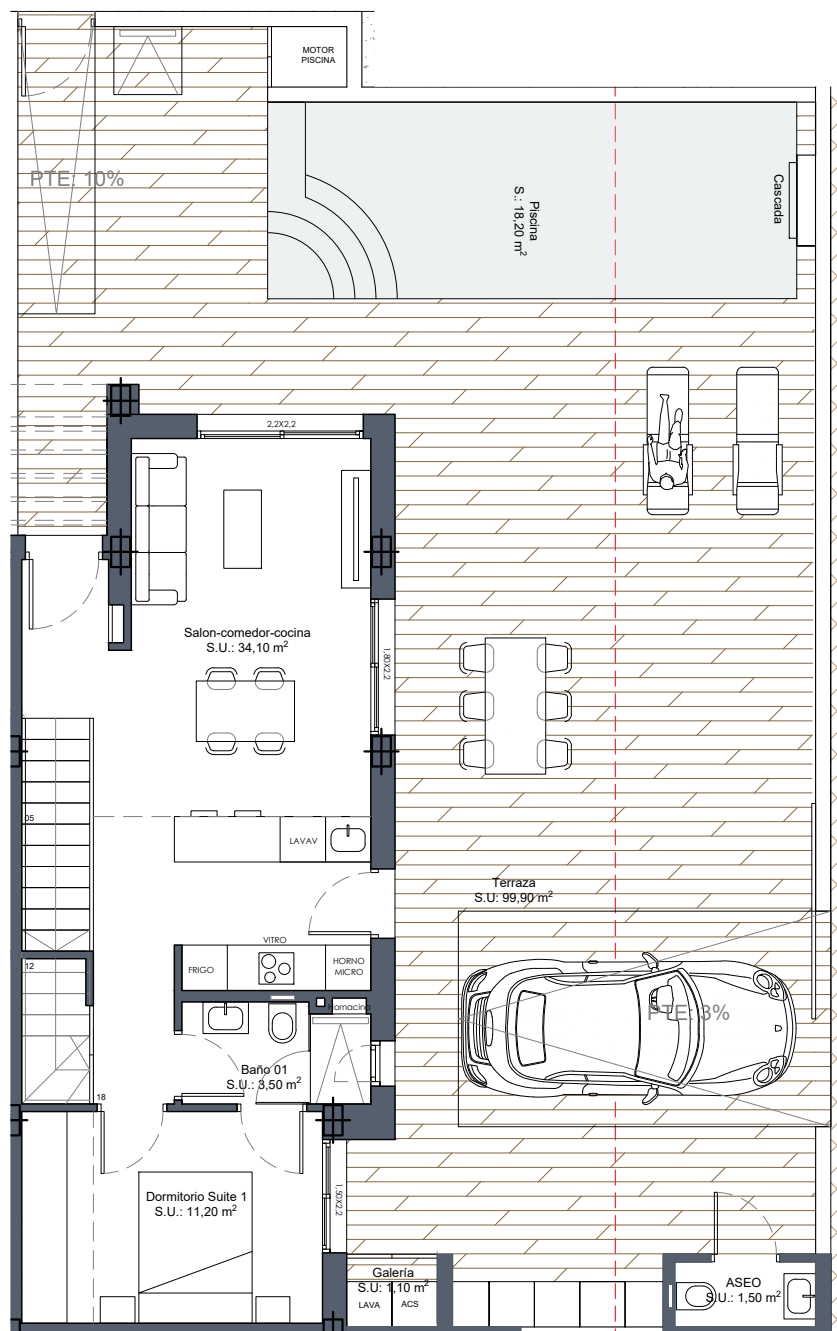 MOTOR
PISCINA
PTE: 10%
Piscina
S.: 18,20 m²
Cascada
2,2X2,2
Salon-comedor-cocina
S.U.: 34,10 m²
1,80X2,2
05
LAVAV
Terraza
S.U: 99,90 m²
VITRO
FRIGO
HORNO
MICRO
12
Hornacina
PTE: 3%
Baño 01
S.U.: 3,50 m²
18
Dormitorio Suite 1
S.U.: 11,20 m²
1,50X2,2
Galería
S.U: 1,10 m²
LAVA
ACS
ASEO
S.U.: 1,50 m²